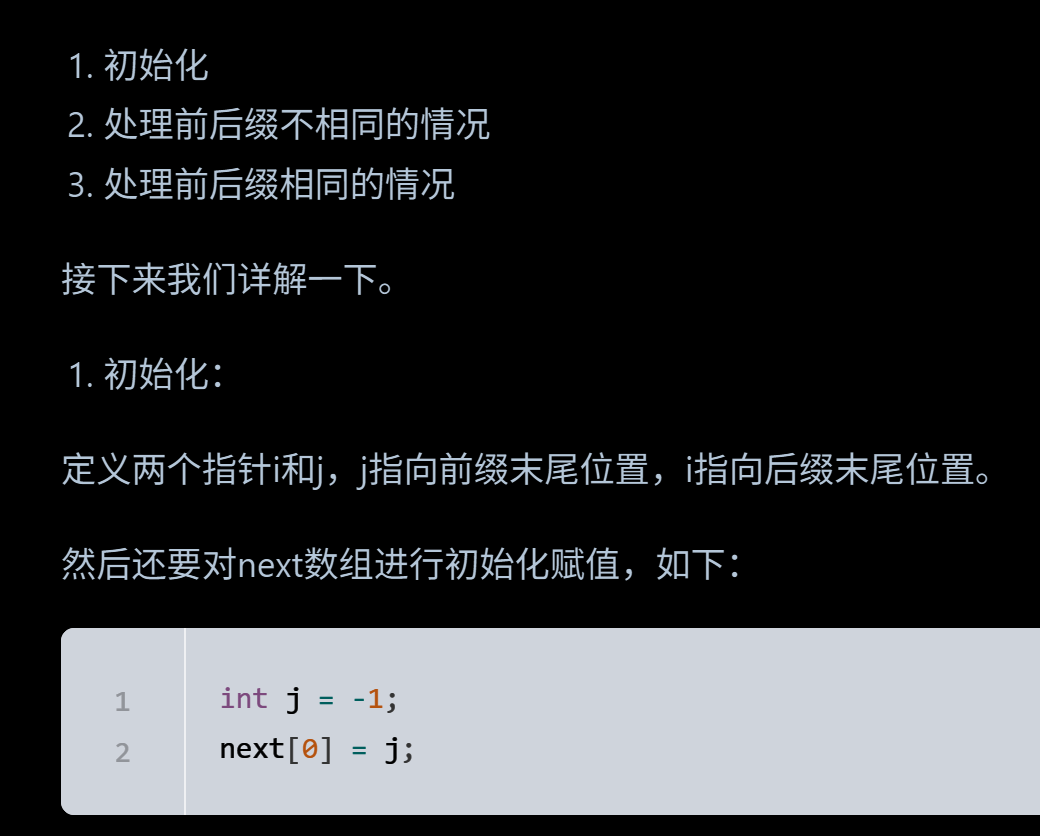 1. 初始化
2. 处理前后缀不相同的情况
3. 处理前后缀相同的情况
接下来我们详解一下。
1. 初始化：
定义两个指针i和j，j指向前缀末尾位置，i指向后缀末尾位置。
然后还要对next数组进行初始化赋值，如下：
1 int j = -1;
2 next[0] = j;